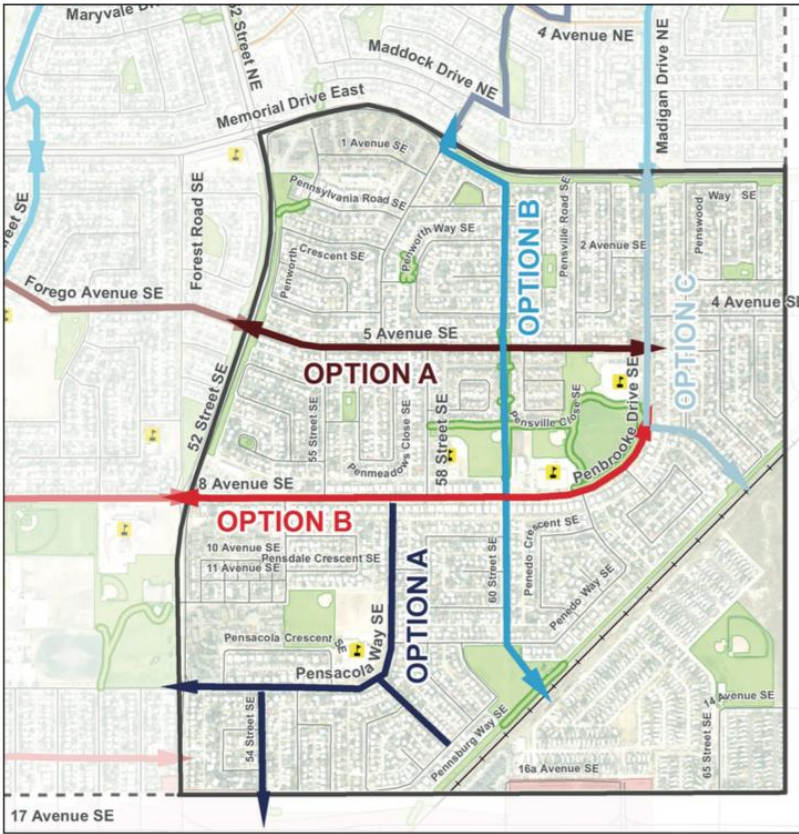 Maryvale Dr
52 Street NE
4 Avenue NE
Maddock Drive NE
Madigan Drive NE
Memorial Drive East
1 Avenue SE
Forest Road SE
Pennsylvania Road SE
Pensville Road SE
Penswood
Way SE
reet SE
Penworth Way SE
OPTION B
2 Avenue SE
Penworth
Crescent SE
Forego Avenue SE
OPTION C
4 Avenue SE
5 Avenue SE
OPTION A
52 Street SE
55 Street SE
Penmeadows Close SE
58 Street SE
Pensville Close SE
Penbrooke Drive SE
8 Avenue SE
OPTION B
10 Avenue SE
11 Avenue SE
Pensdale Crescent SE
OPTION A
60 Street SE
Penedo Crescent SE
Penedo Way SE
Pensacola Crescent SE
Pensacola Way SE
54 Street SE
Pennsburg Way SE
14 Avenue SE
65 Street SE
16a Avenue SE
17 Avenue SE